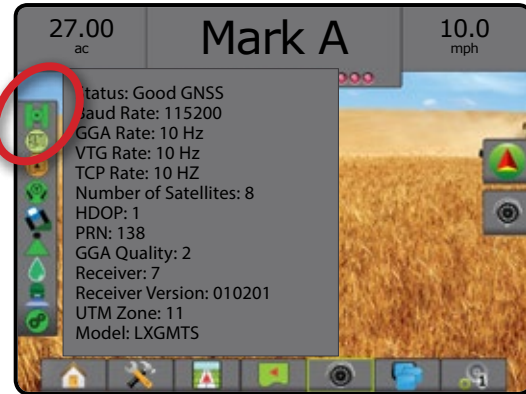 27.00
ac
Mark A
10.0
mph
Status: Good GNSS
Baud Rate: 115200
GGA Rate: 10 Hz
VTG Rate: 10 Hz
TCP Rate: 10 HZ
Number of Satellites: 8
HDOP: 1
PRN: 138
GGA Quality: 2
Receiver: 7
Receiver Version: 010201
UTM Zone: 11
Model: LXGMTS
1